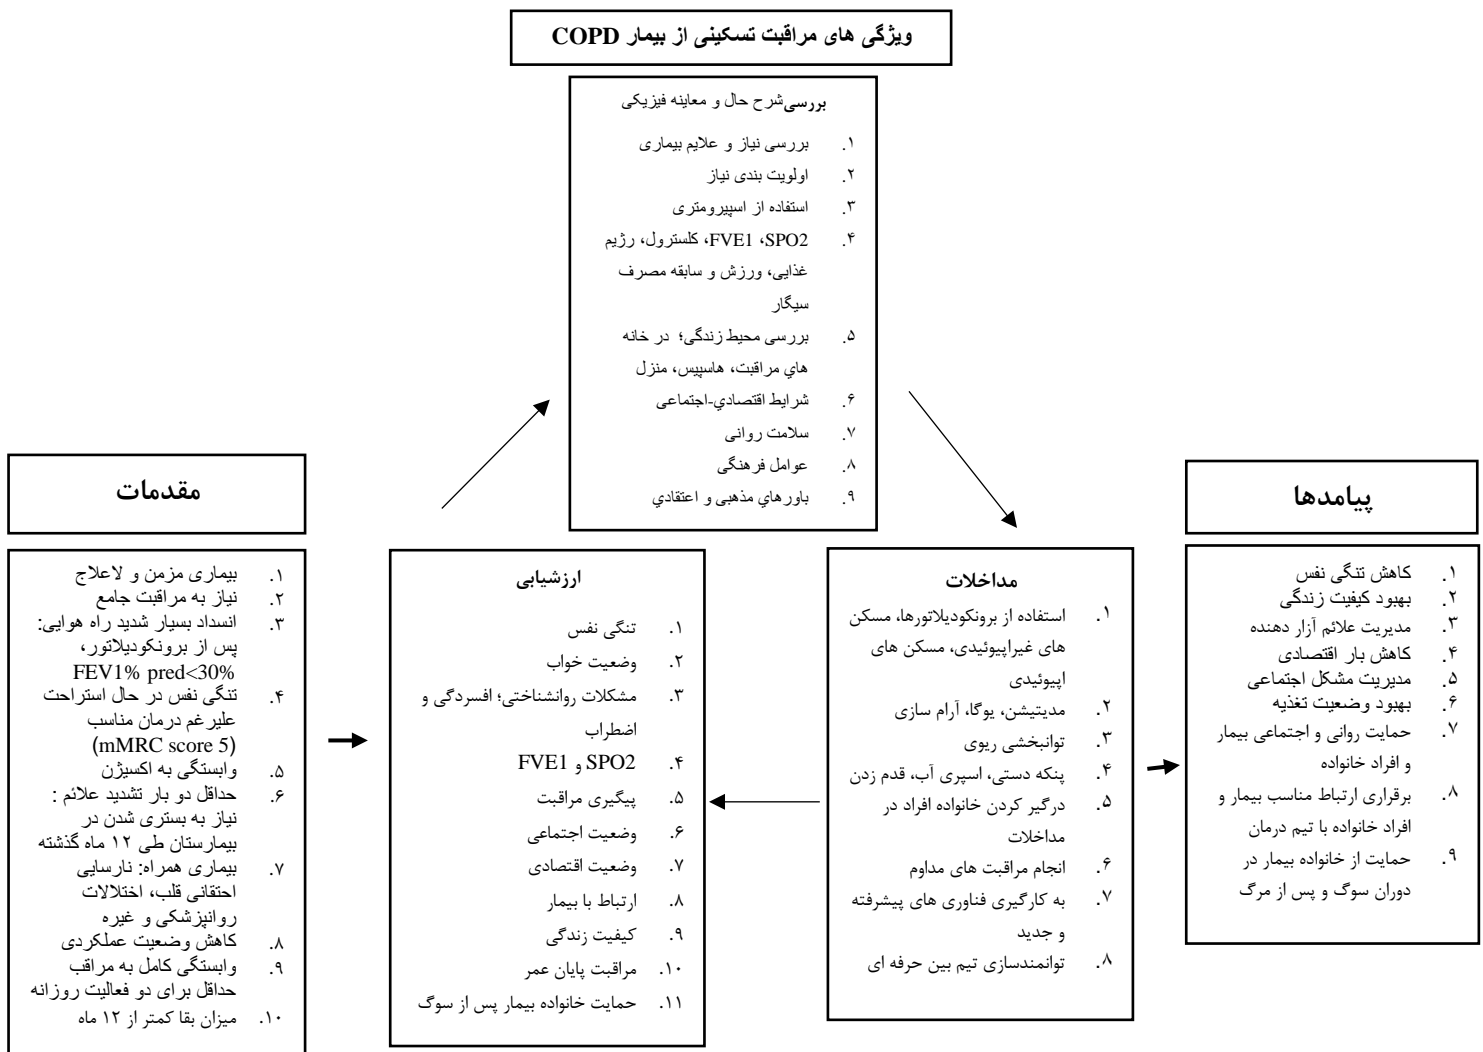 ویژگی های مراقبت تسکینی از بیمار COPD
بررسی شرح حال و معاینه فیزیکی
۱. بررسی نیاز و علایم بیماری
۲. اولویت بندی نیاز
۳. استفاده از اسپیرومتری
۴. FVE1 ،SPO2، کلسترول، رژیم
غذایی، ورزش و سابقه مصرف
سیگار
۵. بررسی محیط زندگی؛ در خانه
هاي مراقبت، هاسپیس، منزل
۶. شرایط اقتصادي-اجتماعی
۷. سلامت روانی
۸. عوامل فرهنگی
۹. باورهاي مذهبی و اعتقادي
مقدمات
۱. بیماری مزمن و لاعلاج
۲. نیاز به مراقبت جامع
۳. انسداد بسیار شدید راه هوایی:
پس از برونکودیلاتور،
FEV1% pred<30%
۴. تنگی نفس در حال استراحت
علیرغم درمان مناسب
(mMRC score 5)
۵. وابستگی به اکسیژن
۶. حداقل دو بار تشدید علائم :
نیاز به بستری شدن در
بیمارستان طی ۱۲ ماه گذشته
۷. بیماری همراه: نارسایی
احتقانی قلب، اختلالات
روانپزشکی و غیره
۸. کاهش وضعیت عملکردی
۹. وابستگی کامل به مراقب
حداقل برای دو فعالیت روزانه
۱۰. میزان بقا کمتر از ۱۲ ماه
ارزشیابی
۱. تنگی نفس
۲. وضعیت خواب
۳. مشکلات روانشناختی؛ افسردگی و
اضطراب
۴. SPO2 و FVE1
۵. پیگیری مراقبت
۶. وضعیت اجتماعی
۷. وضعیت اقتصادی
۸. ارتباط با بیمار
۹. کیفیت زندگی
۱۰. مراقبت پایان عمر
۱۱. حمایت خانواده بیمار پس از سوگ
مداخلات
۱. استفاده از برونکودیلاتورها، مسکن
های غیراپیوئیدی، مسکن های
اپیوئیدی
۲. مدیتیشن، یوگا، آرام سازی
۳. توانبخشی ریوی
۴. پنکه دستی، اسپری آب، قدم زدن
۵. درگیر کردن خانواده افراد در
مداخلات
۶. انجام مراقبت های مداوم
۷. به کارگیری فناوری های پیشرفته
و جدید
۸. توانمندسازی تیم بین حرفه ای
پیامدها
۱. کاهش تنگی نفس
۲. بهبود کیفیت زندگی
۳. مدیریت علائم آزار دهنده
۴. کاهش بار اقتصادی
۵. مدیریت مشکل اجتماعی
۶. بهبود وضعیت تغذیه
۷. حمایت روانی و اجتماعی بیمار
و افراد خانواده
۸. برقراری ارتباط مناسب بیمار و
افراد خانواده با تیم درمان
۹. حمایت از خانواده بیمار در
دوران سوگ و پس از مرگ